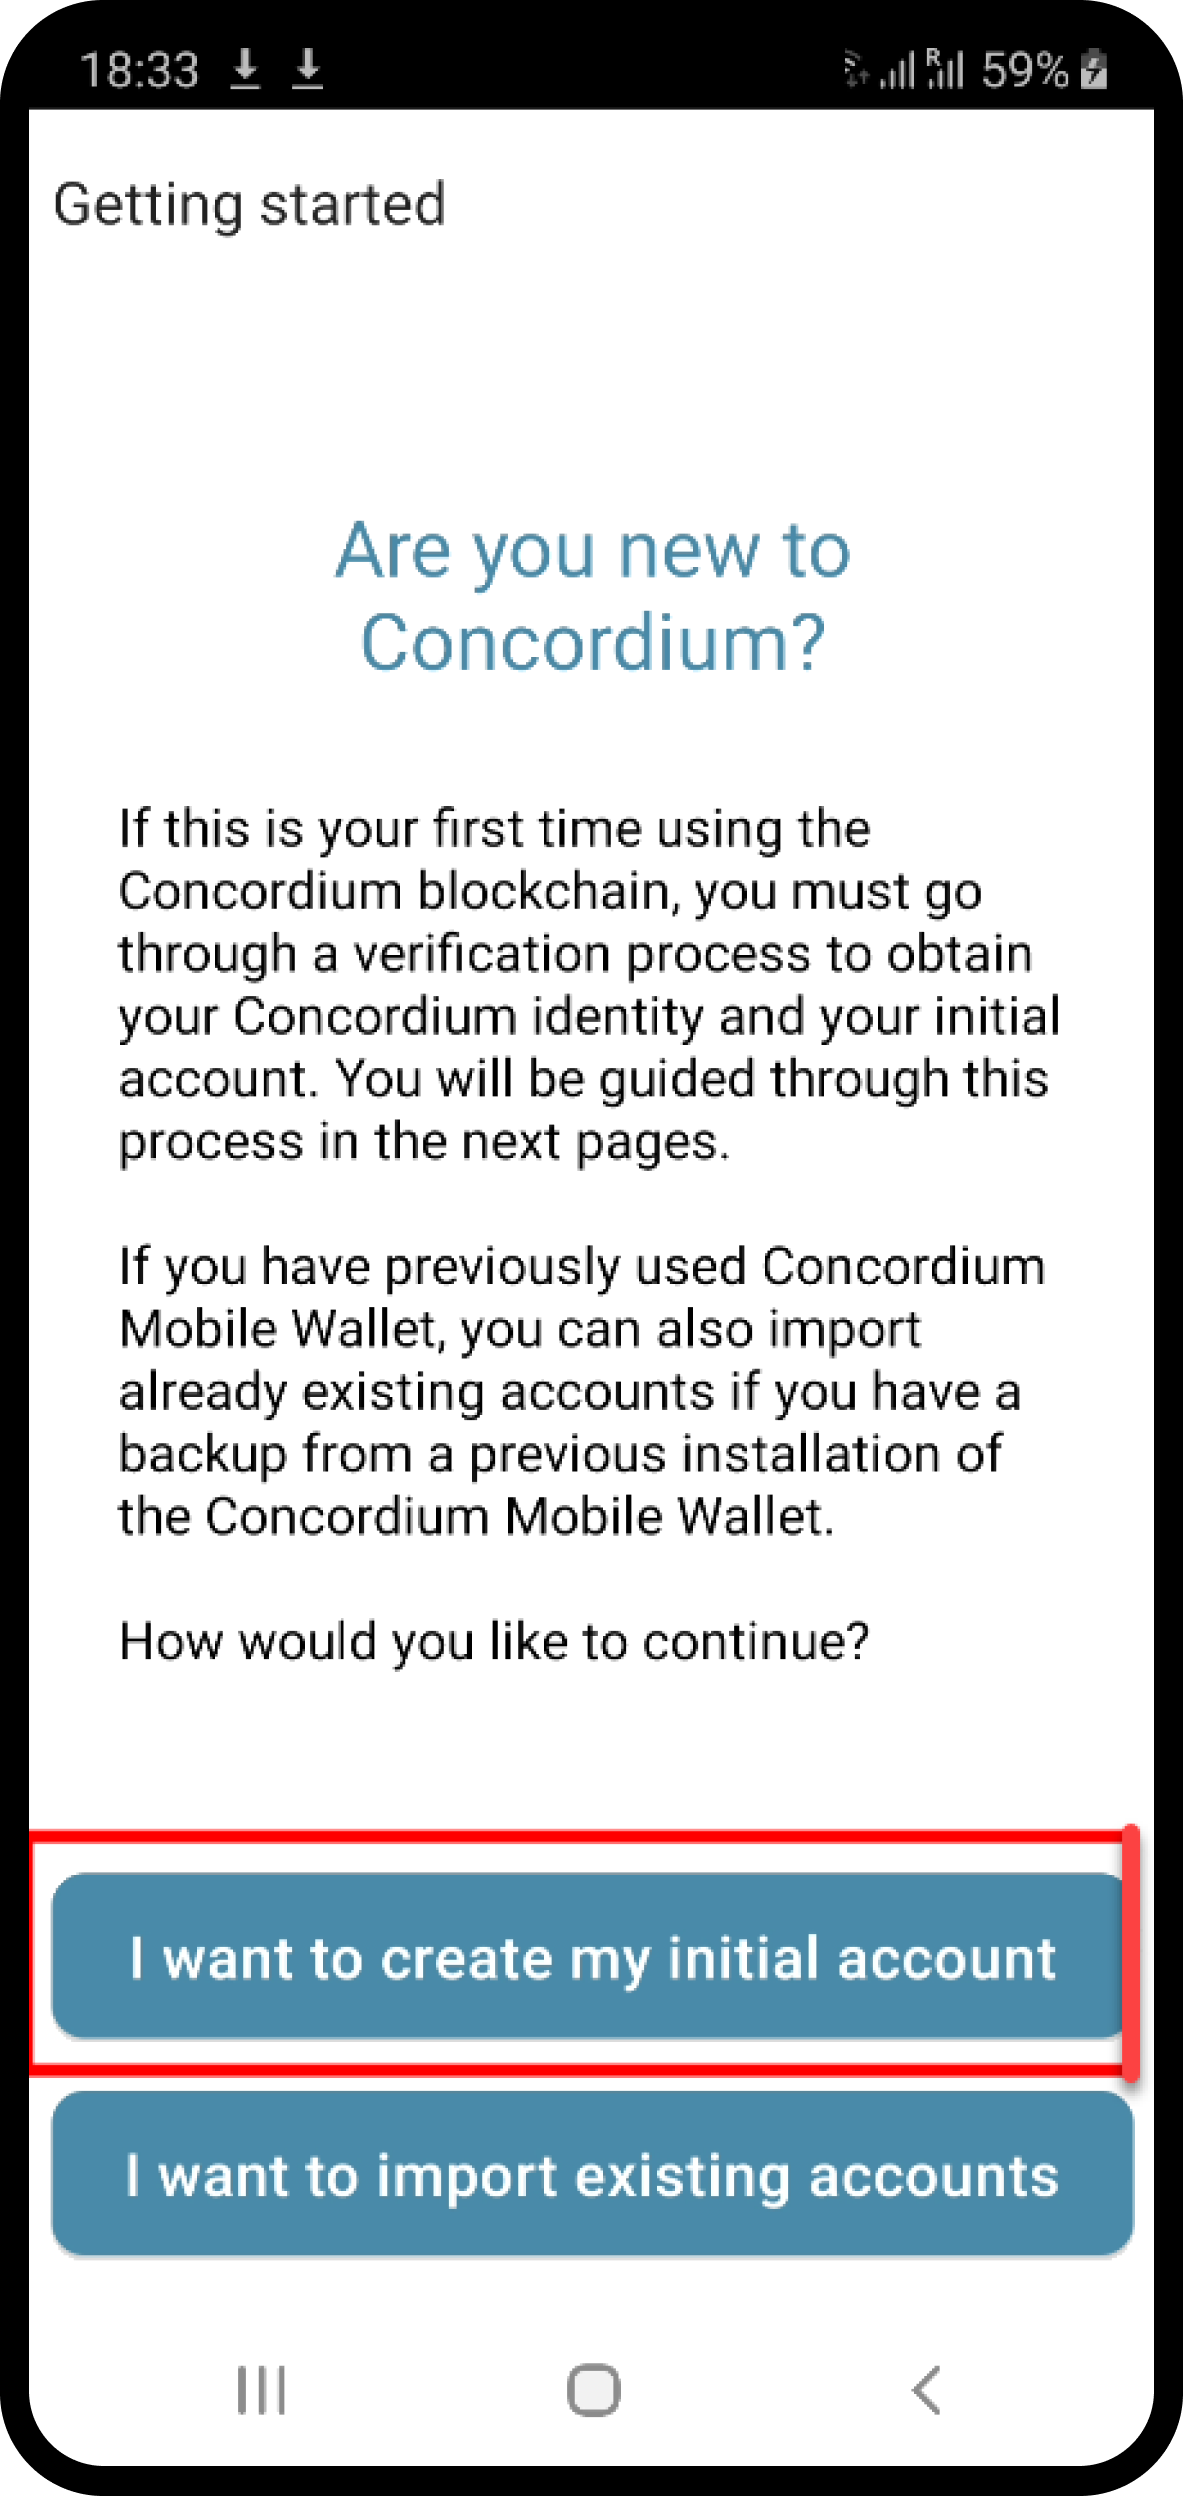 18:33
R 59%
Getting started
Are you new to
Concordium?
If this is your first time using the
Concordium blockchain, you must go
through a verification process to obtain
your Concordium identity and your initial
account. You will be guided through this
process in the next pages.
If you have previously used Concordium
Mobile Wallet, you can also import
already existing accounts if you have a
backup from a previous installation of
the Concordium Mobile Wallet.
How would you like to continue?
I want to create my initial account
I want to import existing accounts